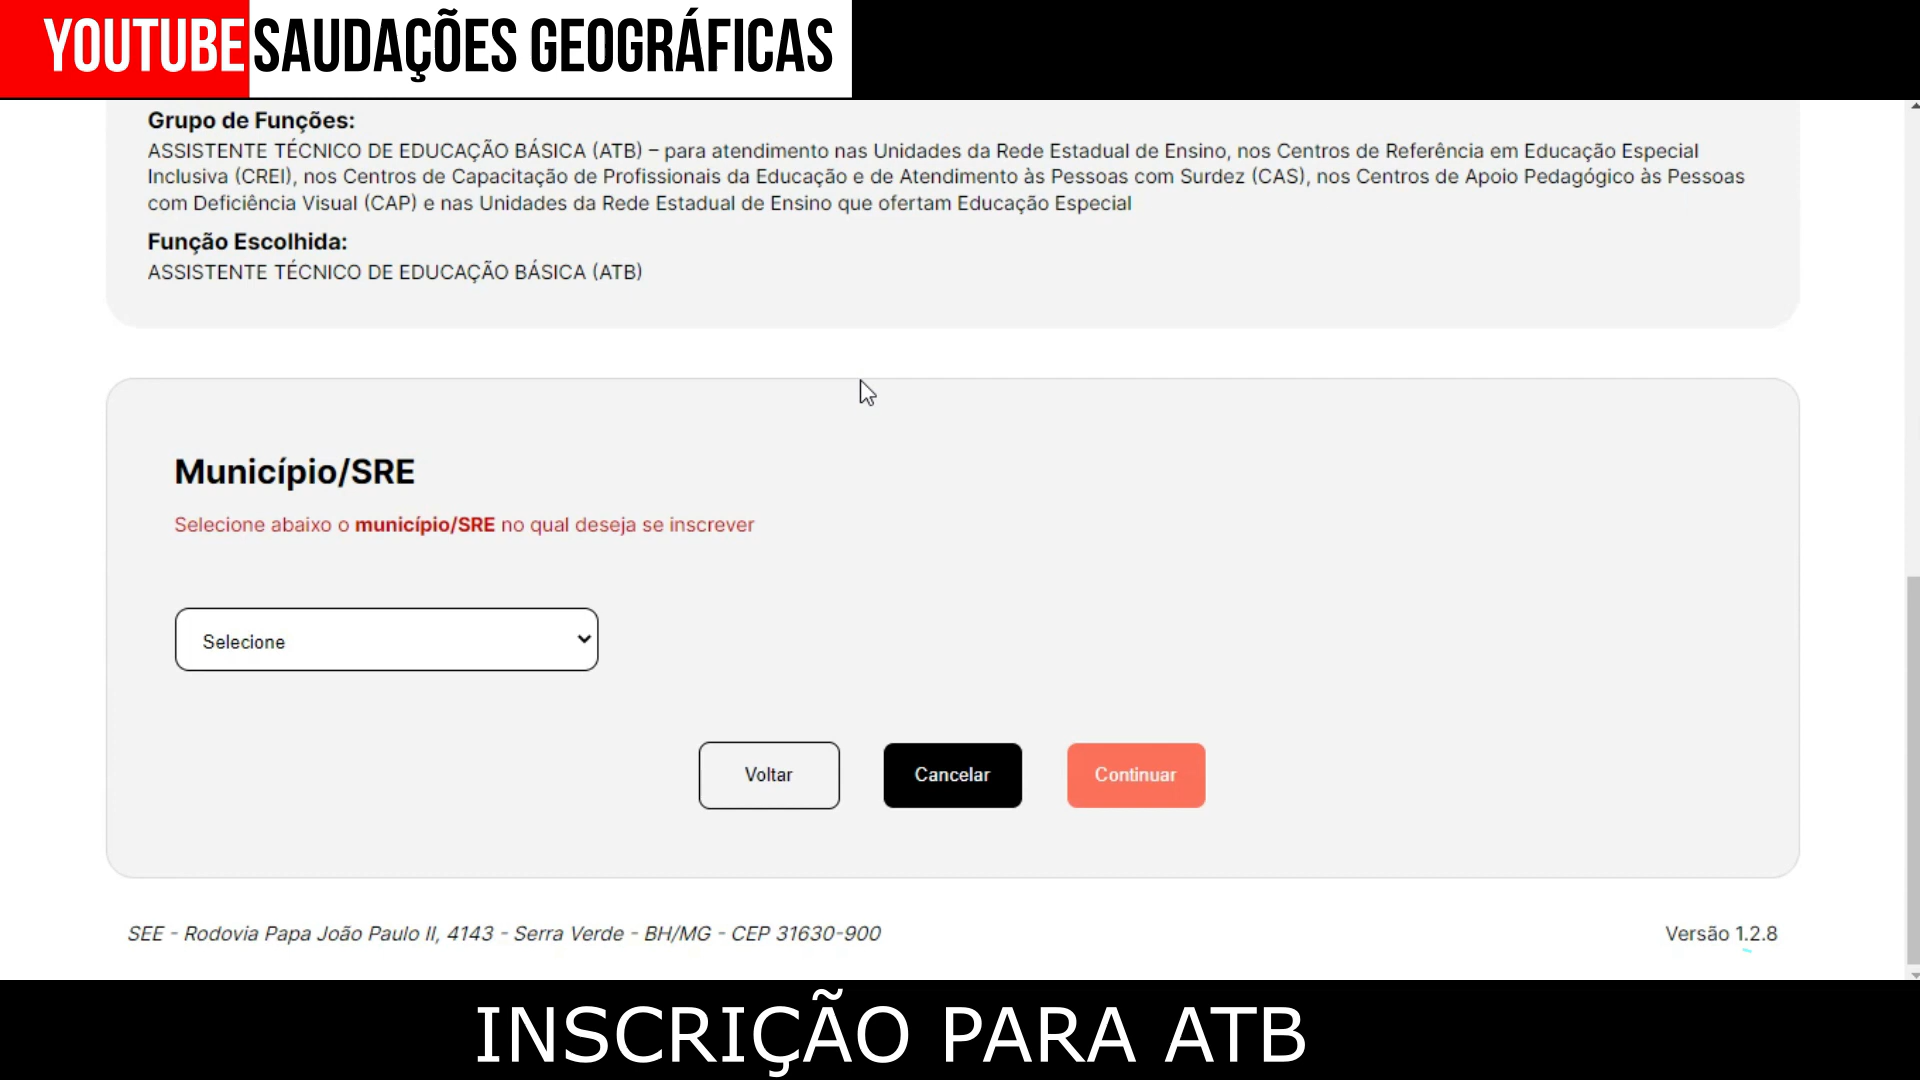 YOUTUBE SAUDAÇÕES GEOGRÁFICAS
Grupo de Funções:
ASSISTENTE TÉCNICO DE EDUCAÇÃO BÁSICA (ATB) – para atendimento nas Unidades da Rede Estadual de Ensino, nos Centros de Referência em Educação Especial
Inclusiva (CREI), nos Centros de Capacitação de Profissionais da Educação e de Atendimento às Pessoas com Surdez (CAS), nos Centros de Apoio Pedagógico às Pessoas
com Deficiência Visual (CAP) e nas Unidades da Rede Estadual de Ensino que ofertam Educação Especial
Função Escolhida:
ASSISTENTE TÉCNICO DE EDUCAÇÃO BÁSICA (ATB)
Município/SRE
Selecione abaixo o município/SRE no qual deseja se inscrever
Selecione
Voltar
Cancelar
Continuar
SEE - Rodovia Papa João Paulo II, 4143 - Serra Verde - BH/MG - CEP 31630-900
Versão 1.2.8
INSCRIÇÃO PARA ATB